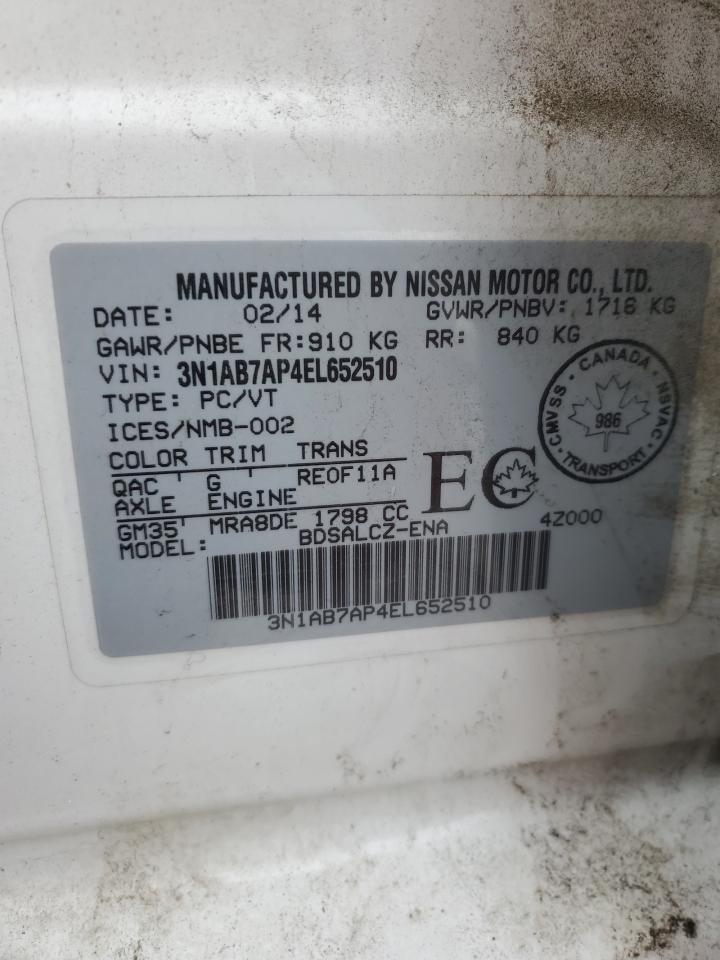 MANUFACTURED BY NISSAN MOTOR CO., LTD.
DATE: 02/14 GVWR/PNBV: 1716 KG
GAWR/PNBE FR:910 KG RR: 840 KG
VIN: 3N1AB7AP4EL652510
TYPE: PC/VT
ICES/NMB-002
COLOR TRIM TRANS
QAC G RE0F11A
AXLE ENGINE
GM35 MRA8DE 1798 CC
MODEL: BDSALCZ-ENA
EC
4Z000
CMVSS · CANADA · NSVAC · TRANSPORT ·
986
3N1AB7AP4EL652510